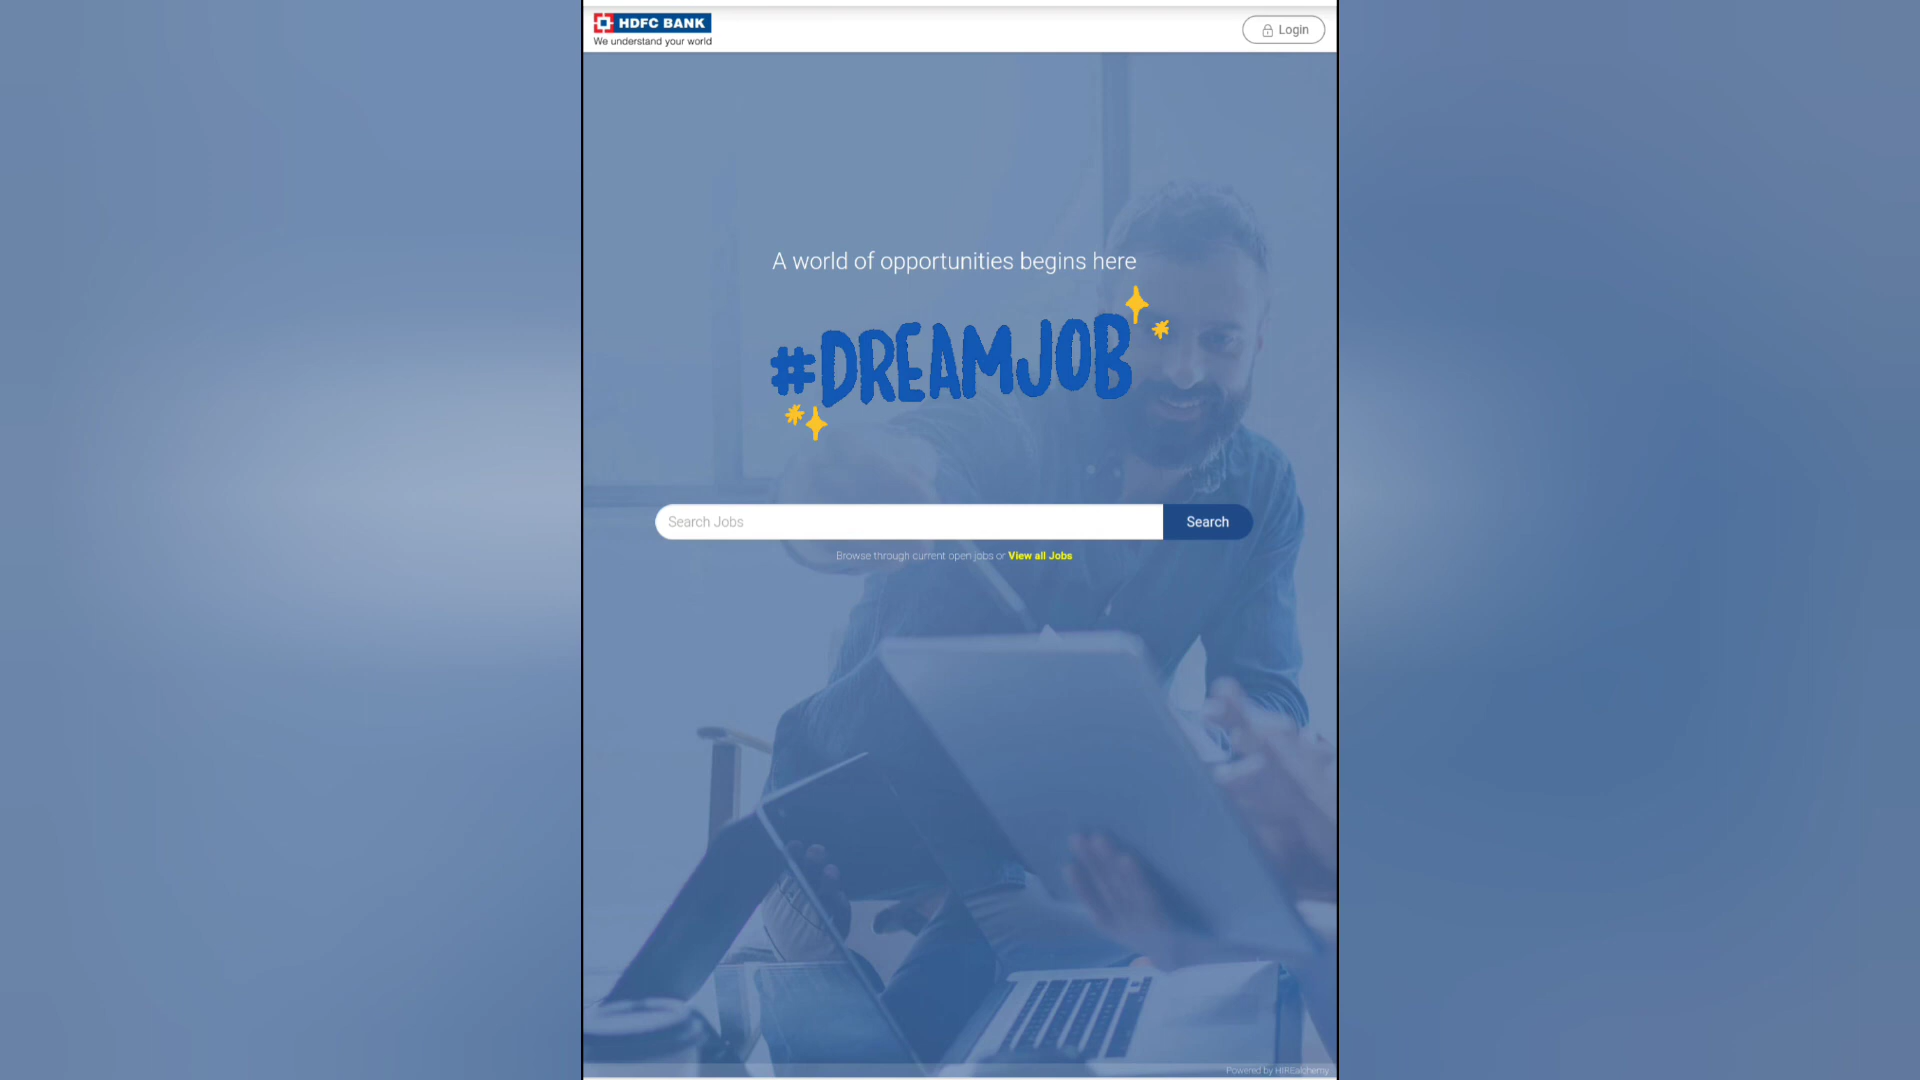 HDFC BANK
We understand your world
Login
A world of opportunities begins here
#DREAMJOB
Search Jobs
Search
Browse through current open jobs or View all Jobs
Powered by HIREalchemy